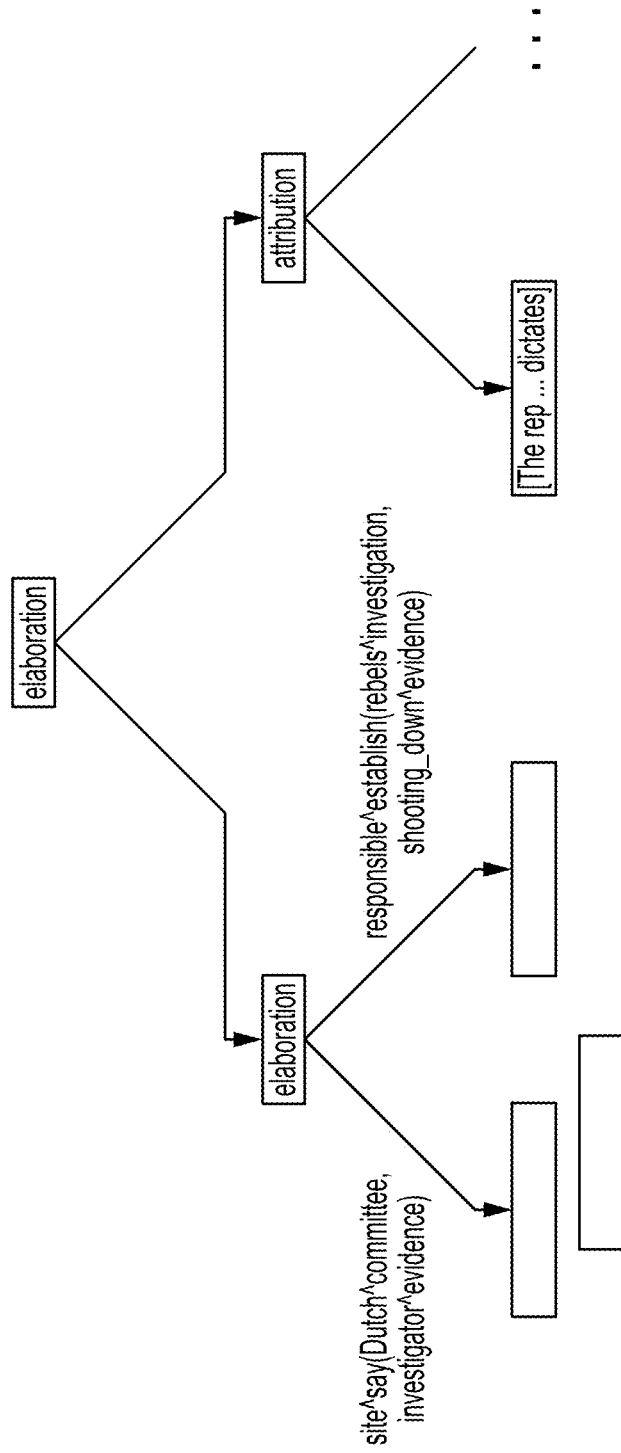 elaboration
elaboration
attribution
site^say(Dutch^committee,
investigator^evidence)
responsible^establish(rebels^investigation,
shooting_down^evidence)
[The rep ... dictates]
...